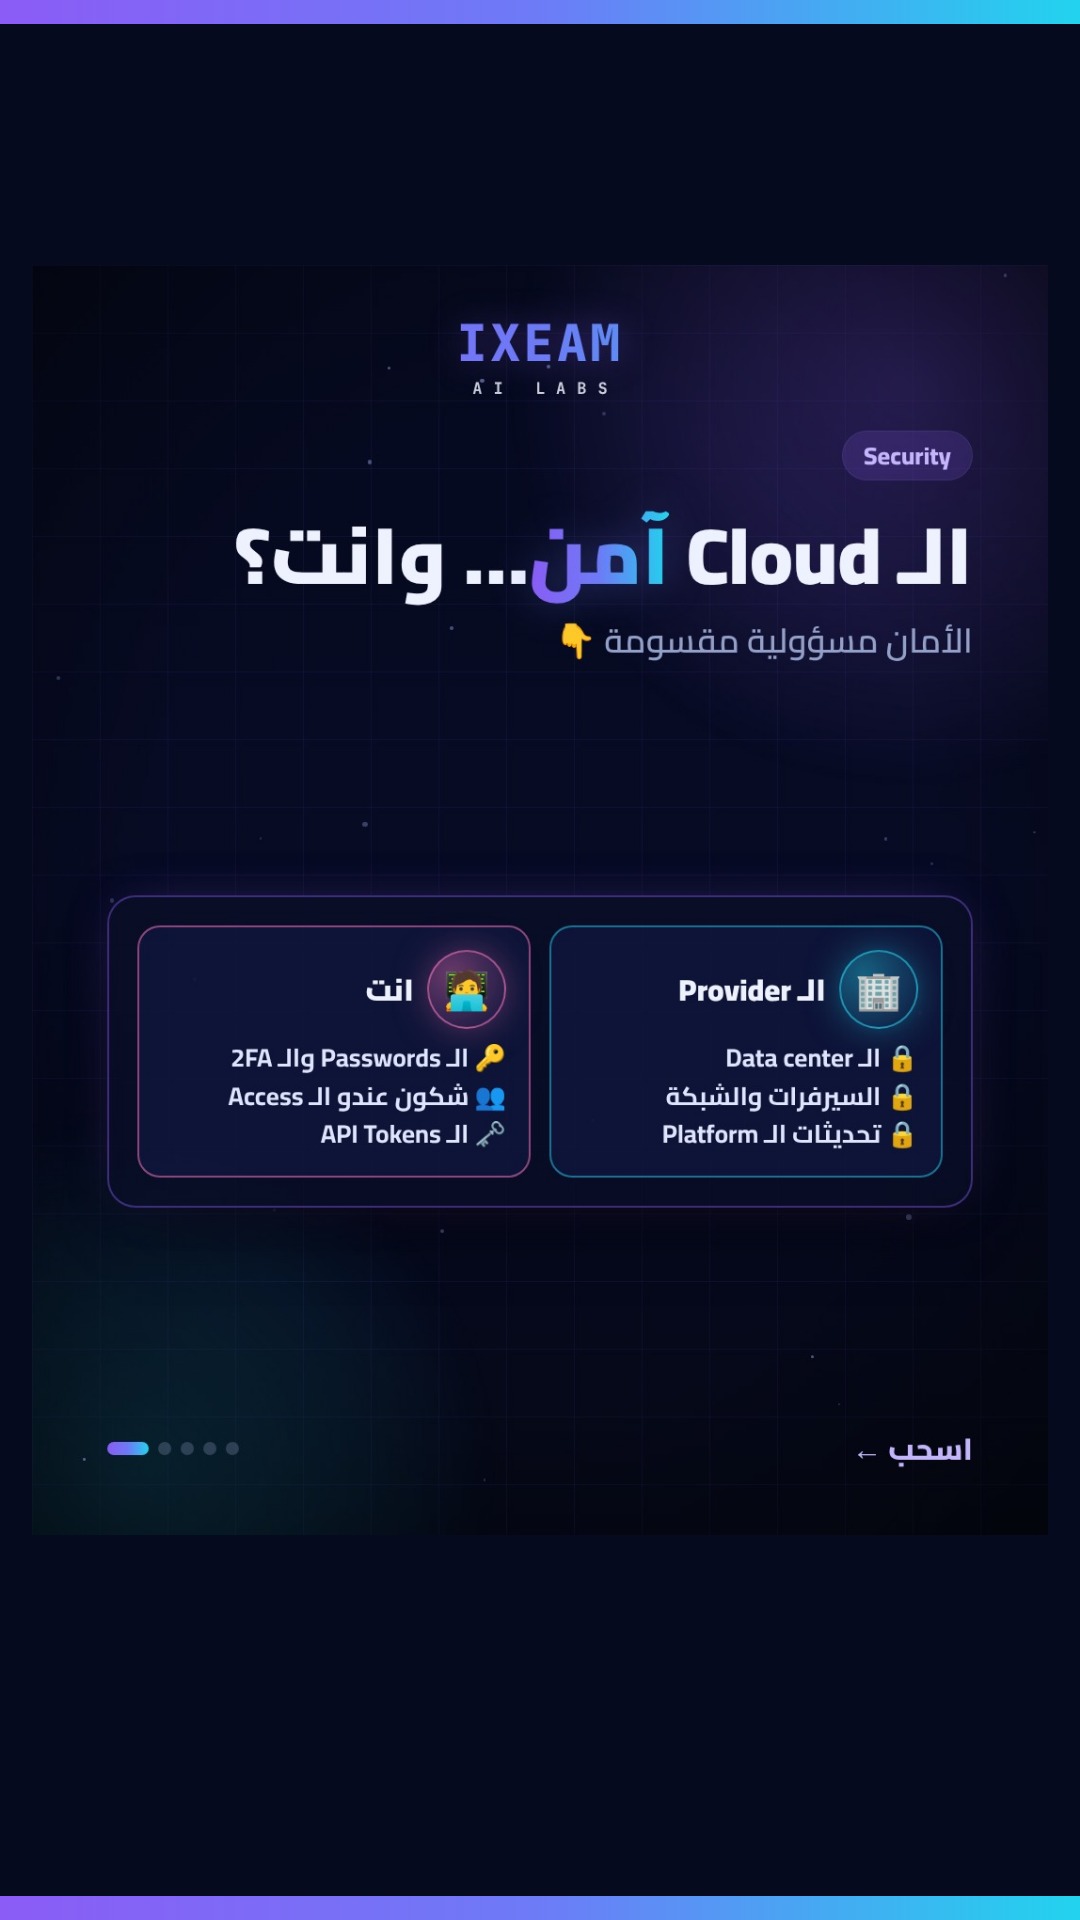 IXEAM
AI LABS
Security
الـ Cloud آمن... وانت؟
الأمان مسؤولية مقسومة 👇
الـ Provider
🔒 الـ Data center
🔒 السيرفرات والشبكة
🔒 تحديثات الـ Platform
انت
🔑 الـ Passwords والـ 2FA
👥 شكون عندو الـ Access
🗝️ الـ API Tokens
اسحب ←